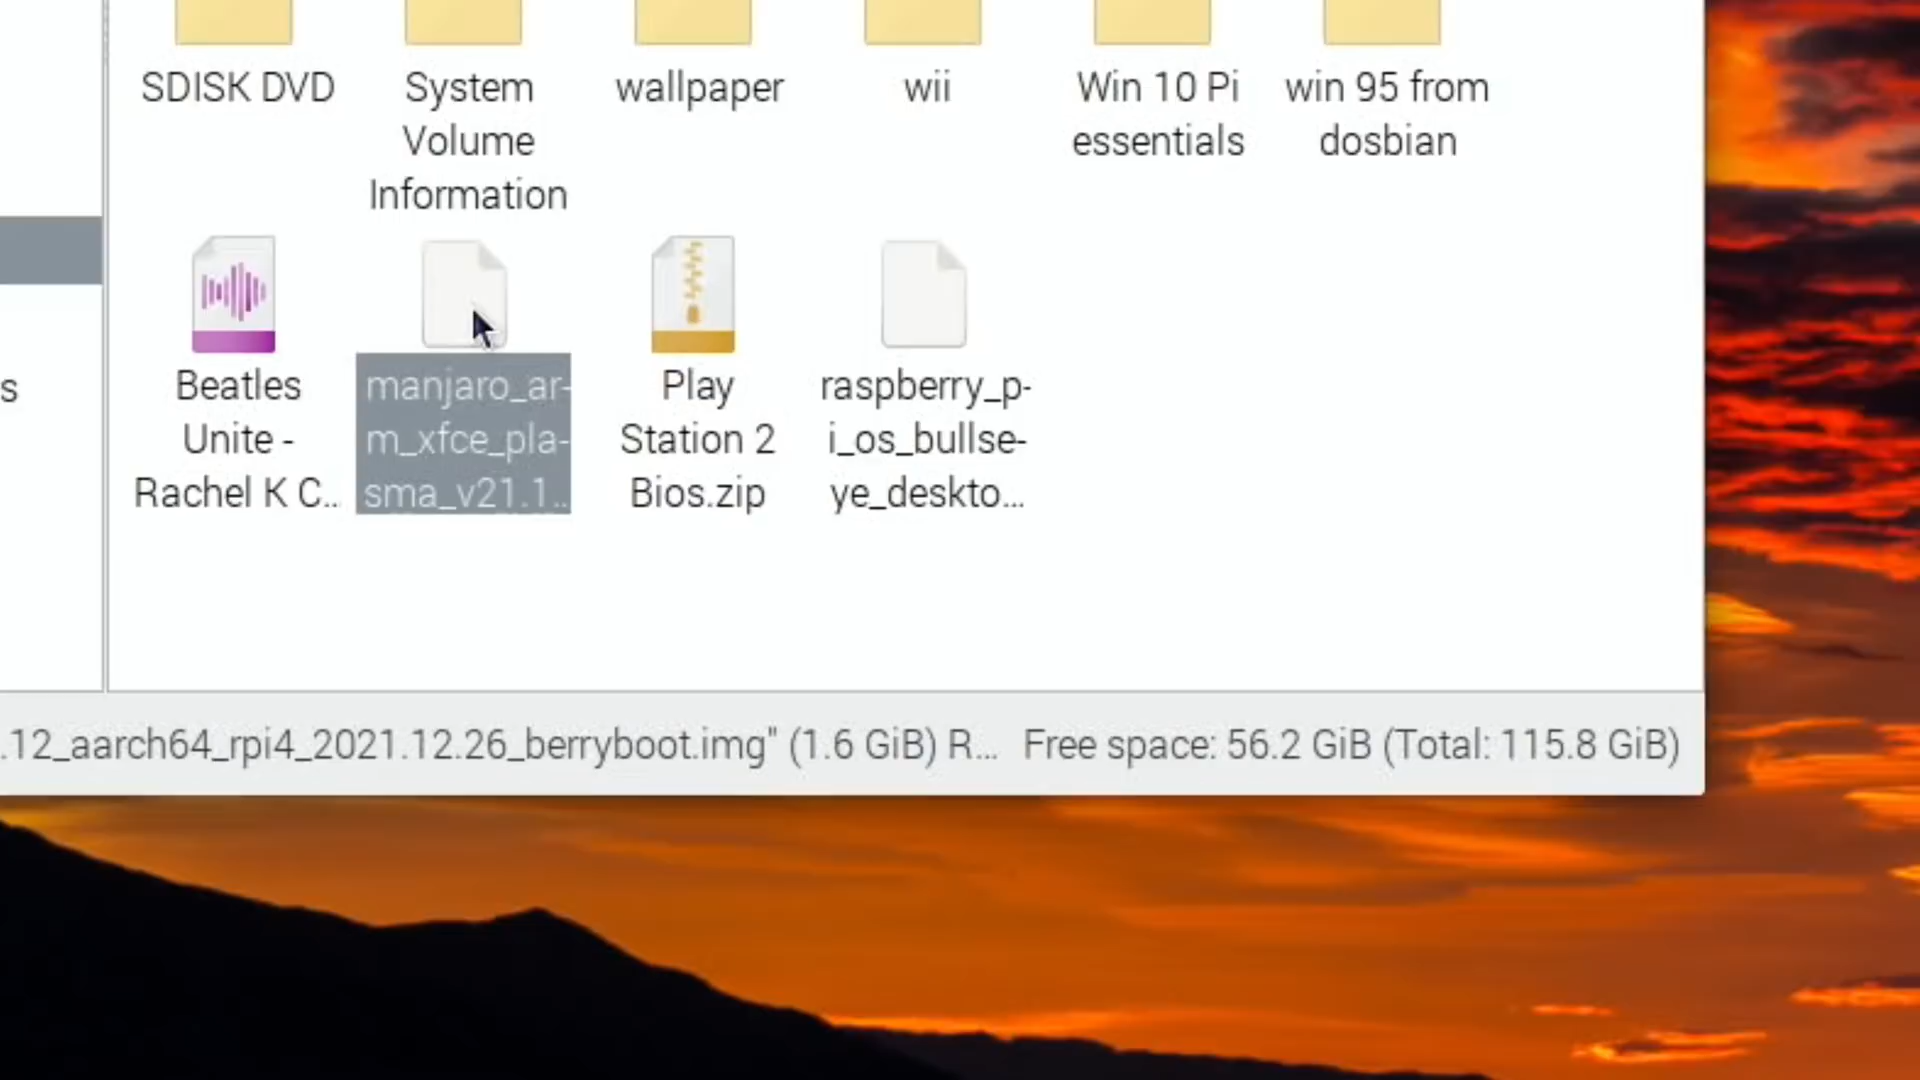 SDISK DVD
System
Volume
Information
wallpaper
wii
Win 10 Pi
essentials
win 95 from
dosbian
s
Beatles
Unite -
Rachel K C...
manjaro_ar-
m_xfce_pla-
sma_v21.1...
Play
Station 2
Bios.zip
raspberry_p-
i_os_bullse-
ye_deskto...
.12_aarch64_rpi4_2021.12.26_berryboot.img" (1.6 GiB) R... Free space: 56.2 GiB (Total: 115.8 GiB)